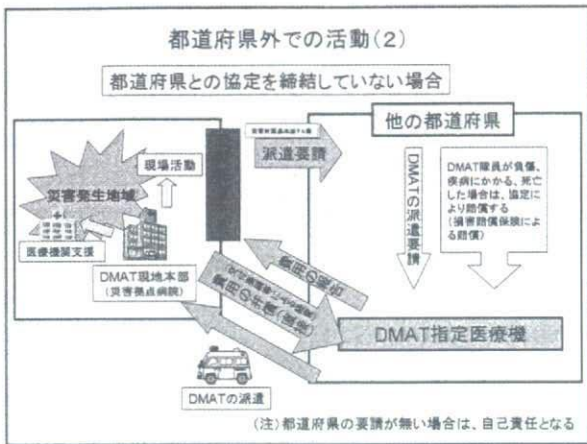 都道府県外での活動(2)
都道府県との協定を締結していない場合
他の都道府県
派遣要請
現場活動
災害発生地域
医療機関支援
DMAT現地本部
(災害拠点病院)
DMATの派遣要請
DMAT隊員が負傷、
疾病にかかる、死亡
した場合は、協定に
より賠償する
(損害賠償保険によ
る賠償)
DMAT指定医療機
DMATの派遣
(注)都道府県の要請が無い場合は、自己責任となる